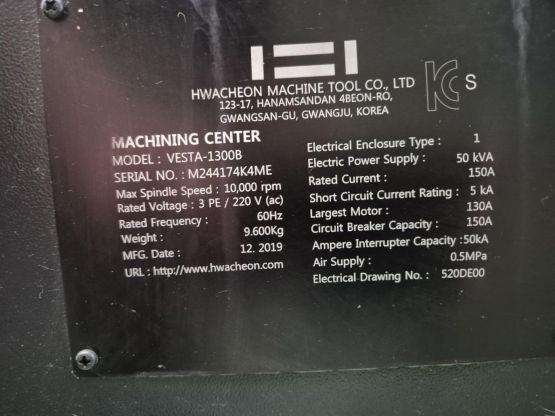 HWACHEON MACHINE TOOL CO., LTD
123-17, HANAMSANDAN 4BEON-RO,
GWANGSAN-GU, GWANGJU, KOREA
KC S
MACHINING CENTER
MODEL : VESTA-1300B
SERIAL NO. : M244174K4ME
Max Spindle Speed : 10,000 rpm
Rated Voltage : 3 PE / 220 V (ac)
Rated Frequency : 60Hz
Weight : 9.600Kg
MFG. Date : 12. 2019
URL : http://www.hwacheon.com
Electrical Enclosure Type : 1
Electric Power Supply : 50 kVA
Rated Current : 150A
Short Circuit Current Rating : 5 kA
Largest Motor : 130A
Circuit Breaker Capacity : 150A
Ampere Interrupter Capacity : 50kA
Air Supply : 0.5MPa
Electrical Drawing No. : 520DE00